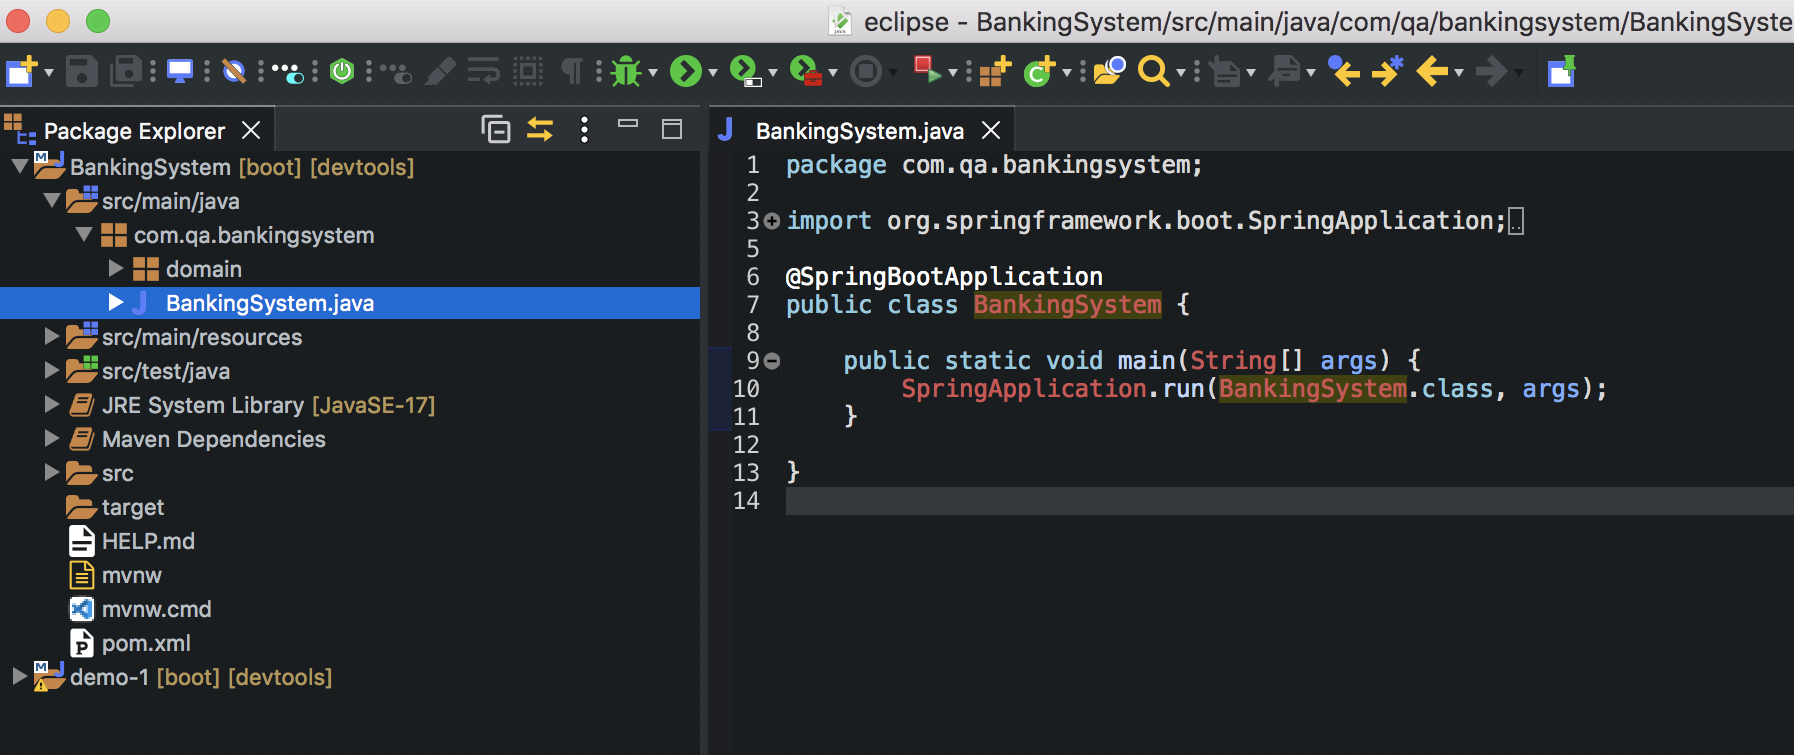 eclipse - BankingSystem/src/main/java/com/qa/bankingsystem/BankingSyste
Package Explorer
BankingSystem [boot] [devtools]
src/main/java
com.qa.bankingsystem
domain
BankingSystem.java
src/main/resources
src/test/java
JRE System Library [JavaSE-17]
Maven Dependencies
src
target
HELP.md
mvnw
mvnw.cmd
pom.xml
demo-1 [boot] [devtools]
BankingSystem.java
1 package com.qa.bankingsystem;
2
3 import org.springframework.boot.SpringApplication;..
5
6 @SpringBootApplication
7 public class BankingSystem {
8
9     public static void main(String[] args) {
10         SpringApplication.run(BankingSystem.class, args);
11     }
12
13 }
14